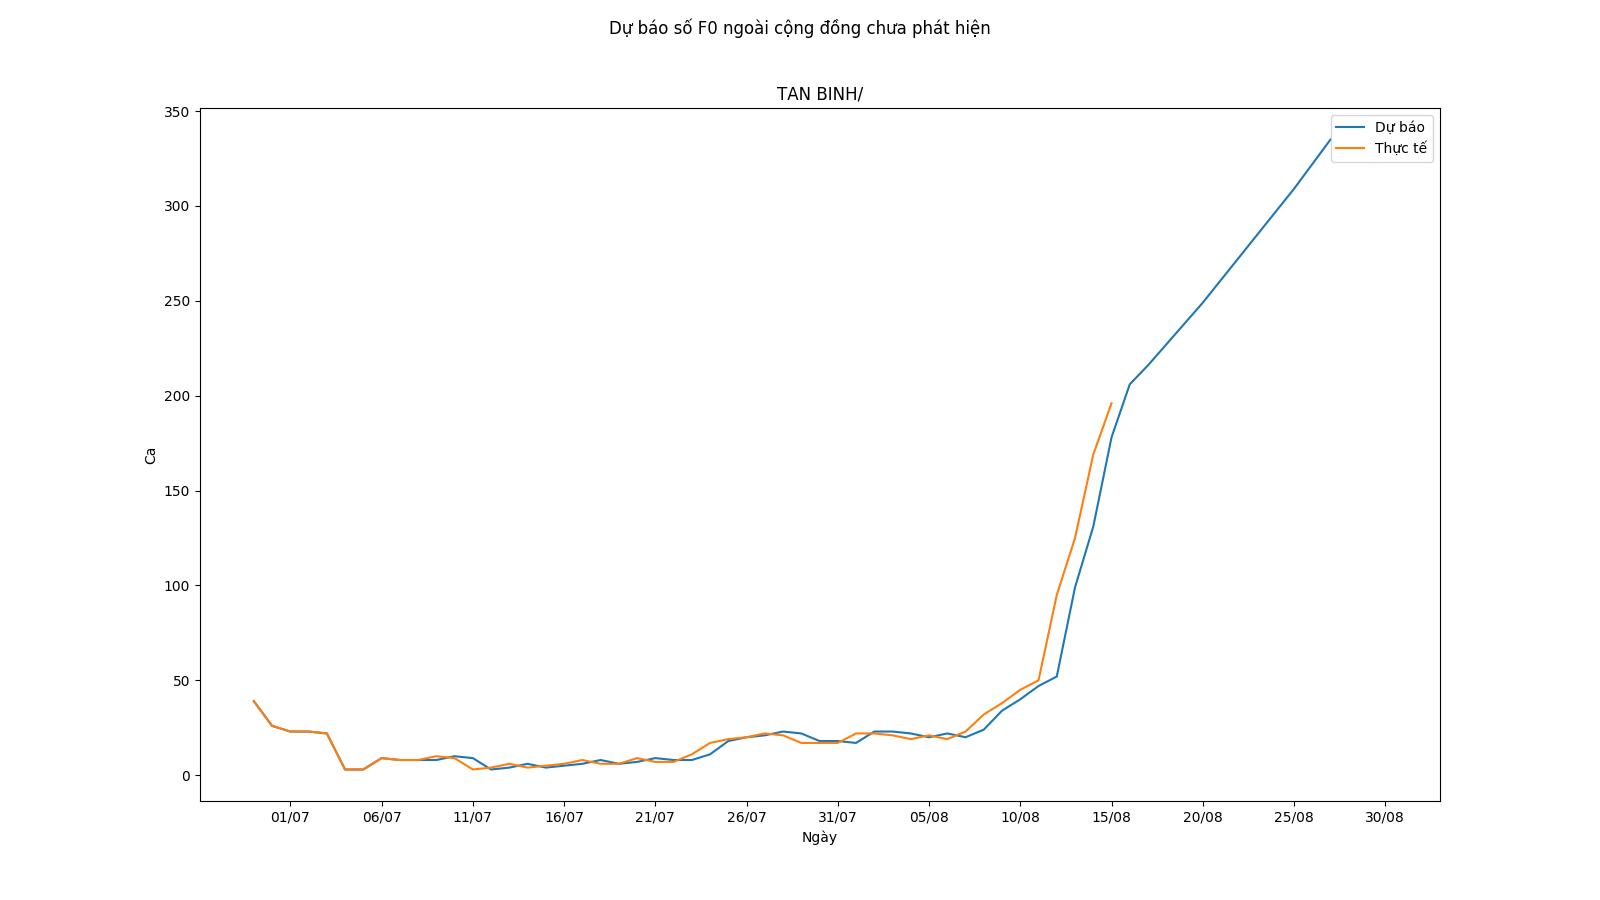 Dự báo số F0 ngoài cộng đồng chưa phát hiện
TAN BINH/
350
300
250
200
150
100
50
0
Ca
Dự báo
Thực tế
01/07 06/07 11/07 16/07 21/07 26/07 31/07 05/08 10/08 15/08 20/08 25/08 30/08
Ngày